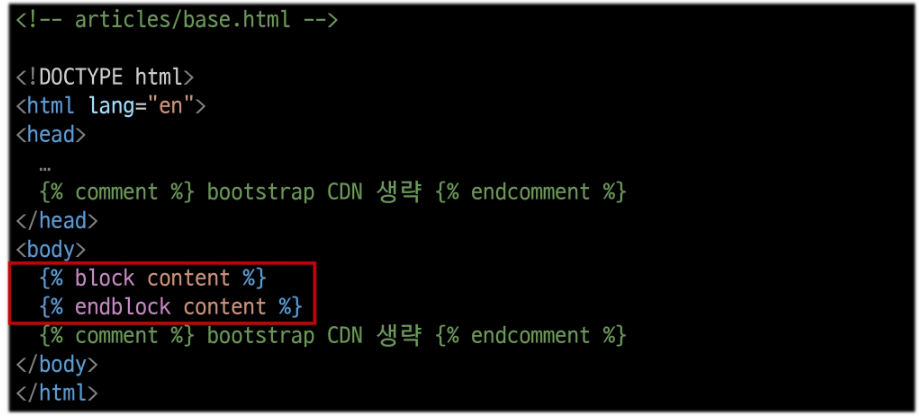 <!-- articles/base.html -->
<!DOCTYPE html>
<html lang="en">
<head>
…
{% comment %} bootstrap CDN 생략 {% endcomment %}
</head>
<body>
{% block content %}
{% endblock content %}
{% comment %} bootstrap CDN 생략 {% endcomment %}
</body>
</html>